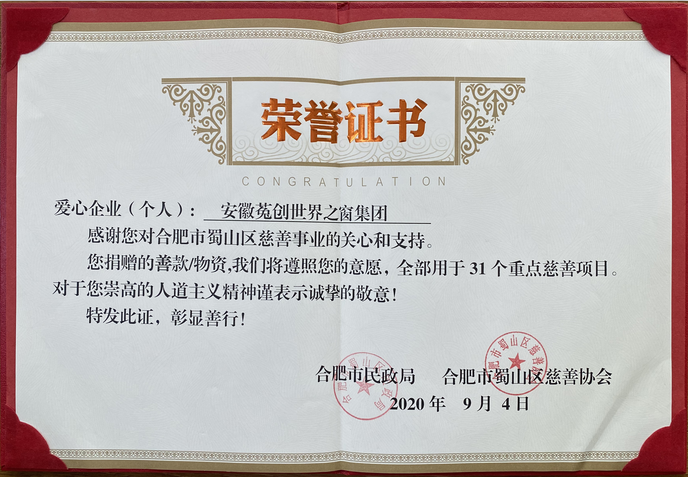 荣誉证书
CONGRATULATION
爱心企业（个人）：安徽菟创世界之窗集团
感谢您对合肥市蜀山区慈善事业的关心和支持。
您捐赠的善款/物资,我们将遵照您的意愿，全部用于31个重点慈善项目。
对于您崇高的人道主义精神谨表示诚挚的敬意!
特发此证，彰显善行!
合肥市民政局 合肥市蜀山区慈善协会
2020年 9月4日